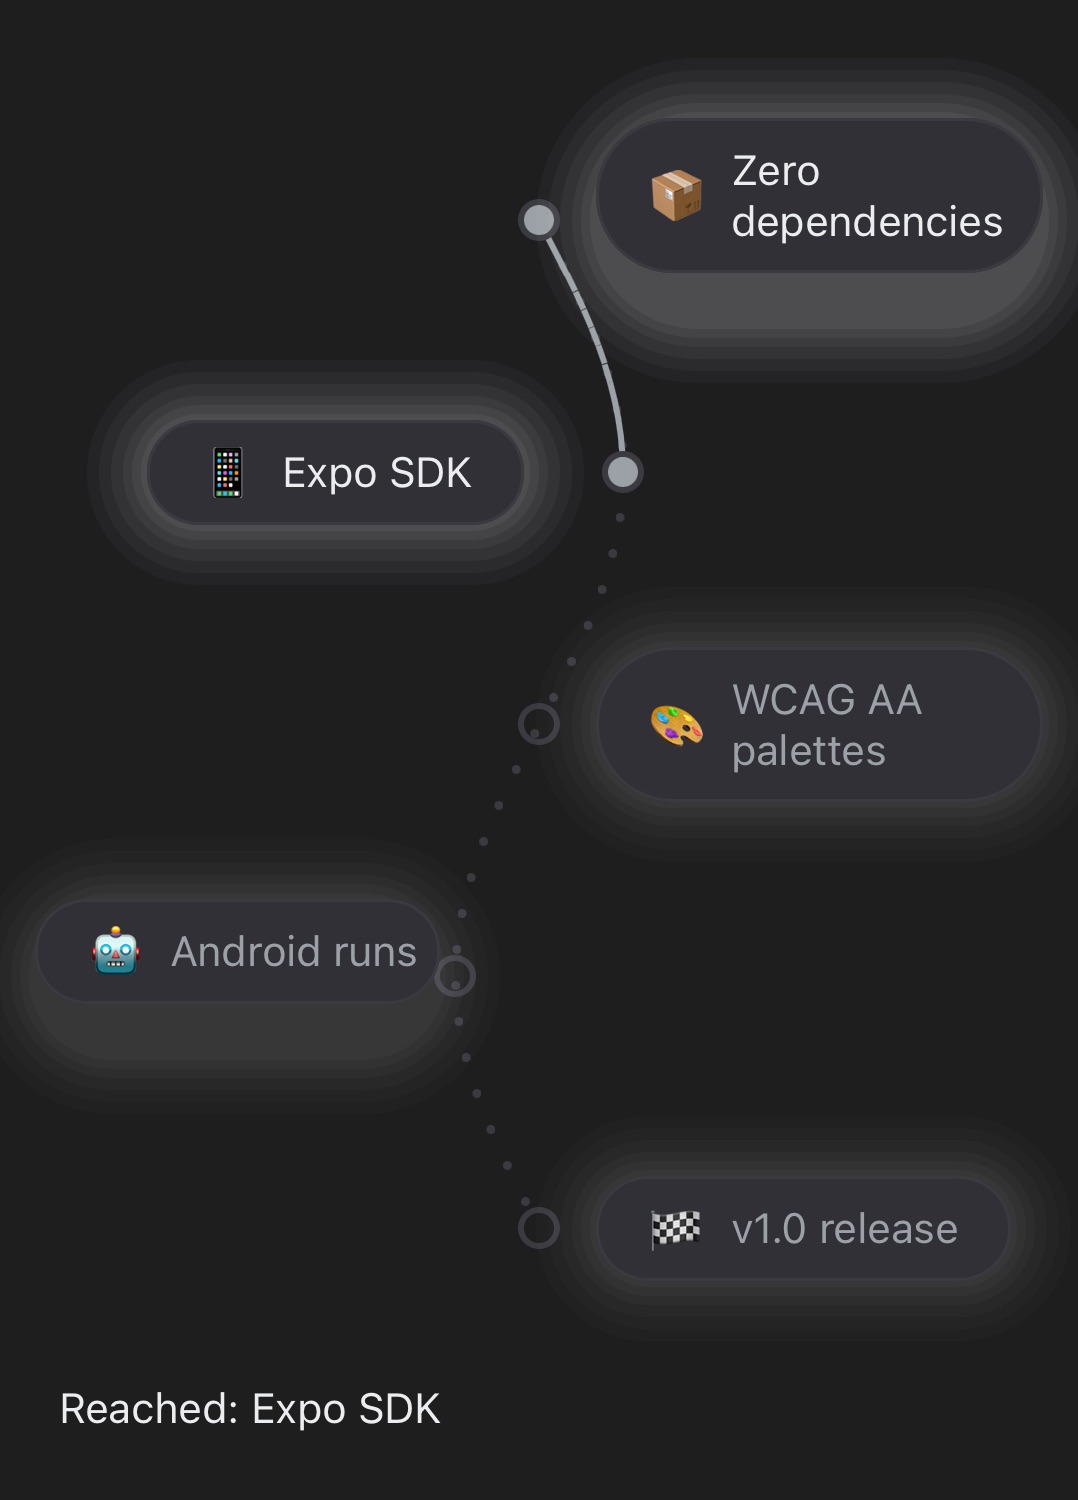 Zero
dependencies
Expo SDK
WCAG AA
palettes
Android runs
v1.0 release
Reached: Expo SDK